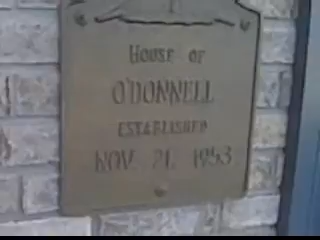 HOUSE OF
O'DONNELL
ESTABLISHED
NOV. 21. 1953